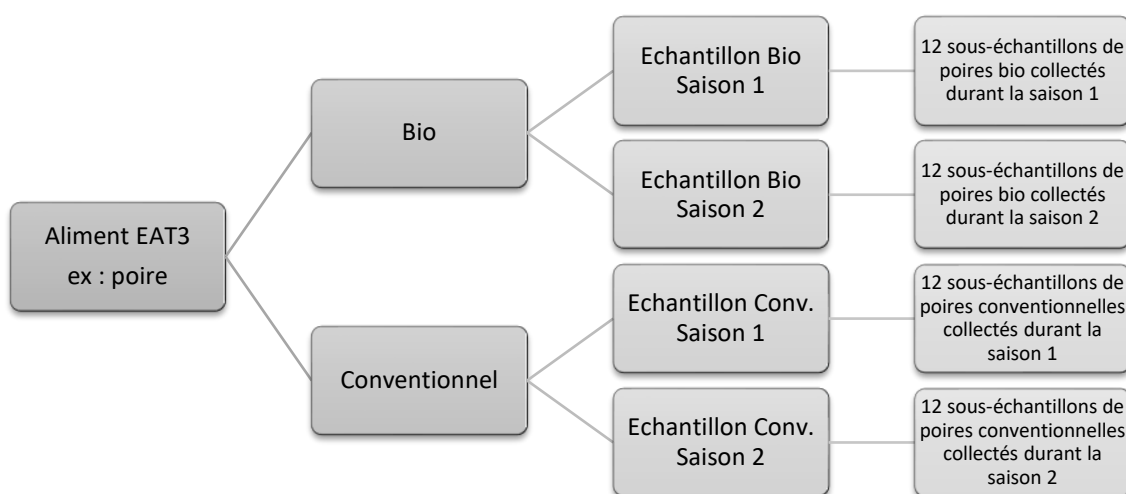 Aliment EAT3
ex : poire
Bio
Conventionnel
Echantillon Bio
Saison 1
Echantillon Bio
Saison 2
Echantillon Conv.
Saison 1
Echantillon Conv.
Saison 2
12 sous-échantillons de
poires bio collectés
durant la saison 1
12 sous-échantillons de
poires bio collectés
durant la saison 2
12 sous-échantillons de
poires conventionnelles
collectés durant la
saison 1
12 sous-échantillons de
poires conventionnelles
collectés durant la
saison 2